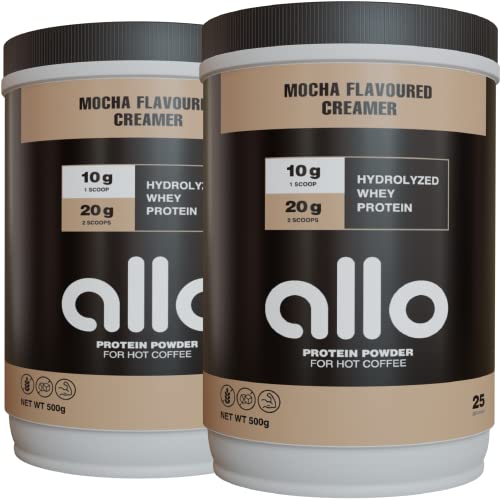 MOCHA FLAVOURED
CREAMER
10g
1 SCOOP
20g
2 SCOOPS
HYDROLYZ
WHEY
PROTEIN
allo
PROTEIN POWDER
FOR HOT COFFEE
NET WT 500g
MOCHA FLAVOURED
CREAMER
10g
1 SCOOP
20g
2 SCOOPS
HYDROLYZED
WHEY
PROTEIN
allo
PROTEIN POWDER
FOR HOT COFFEE
NET WT 500g
25